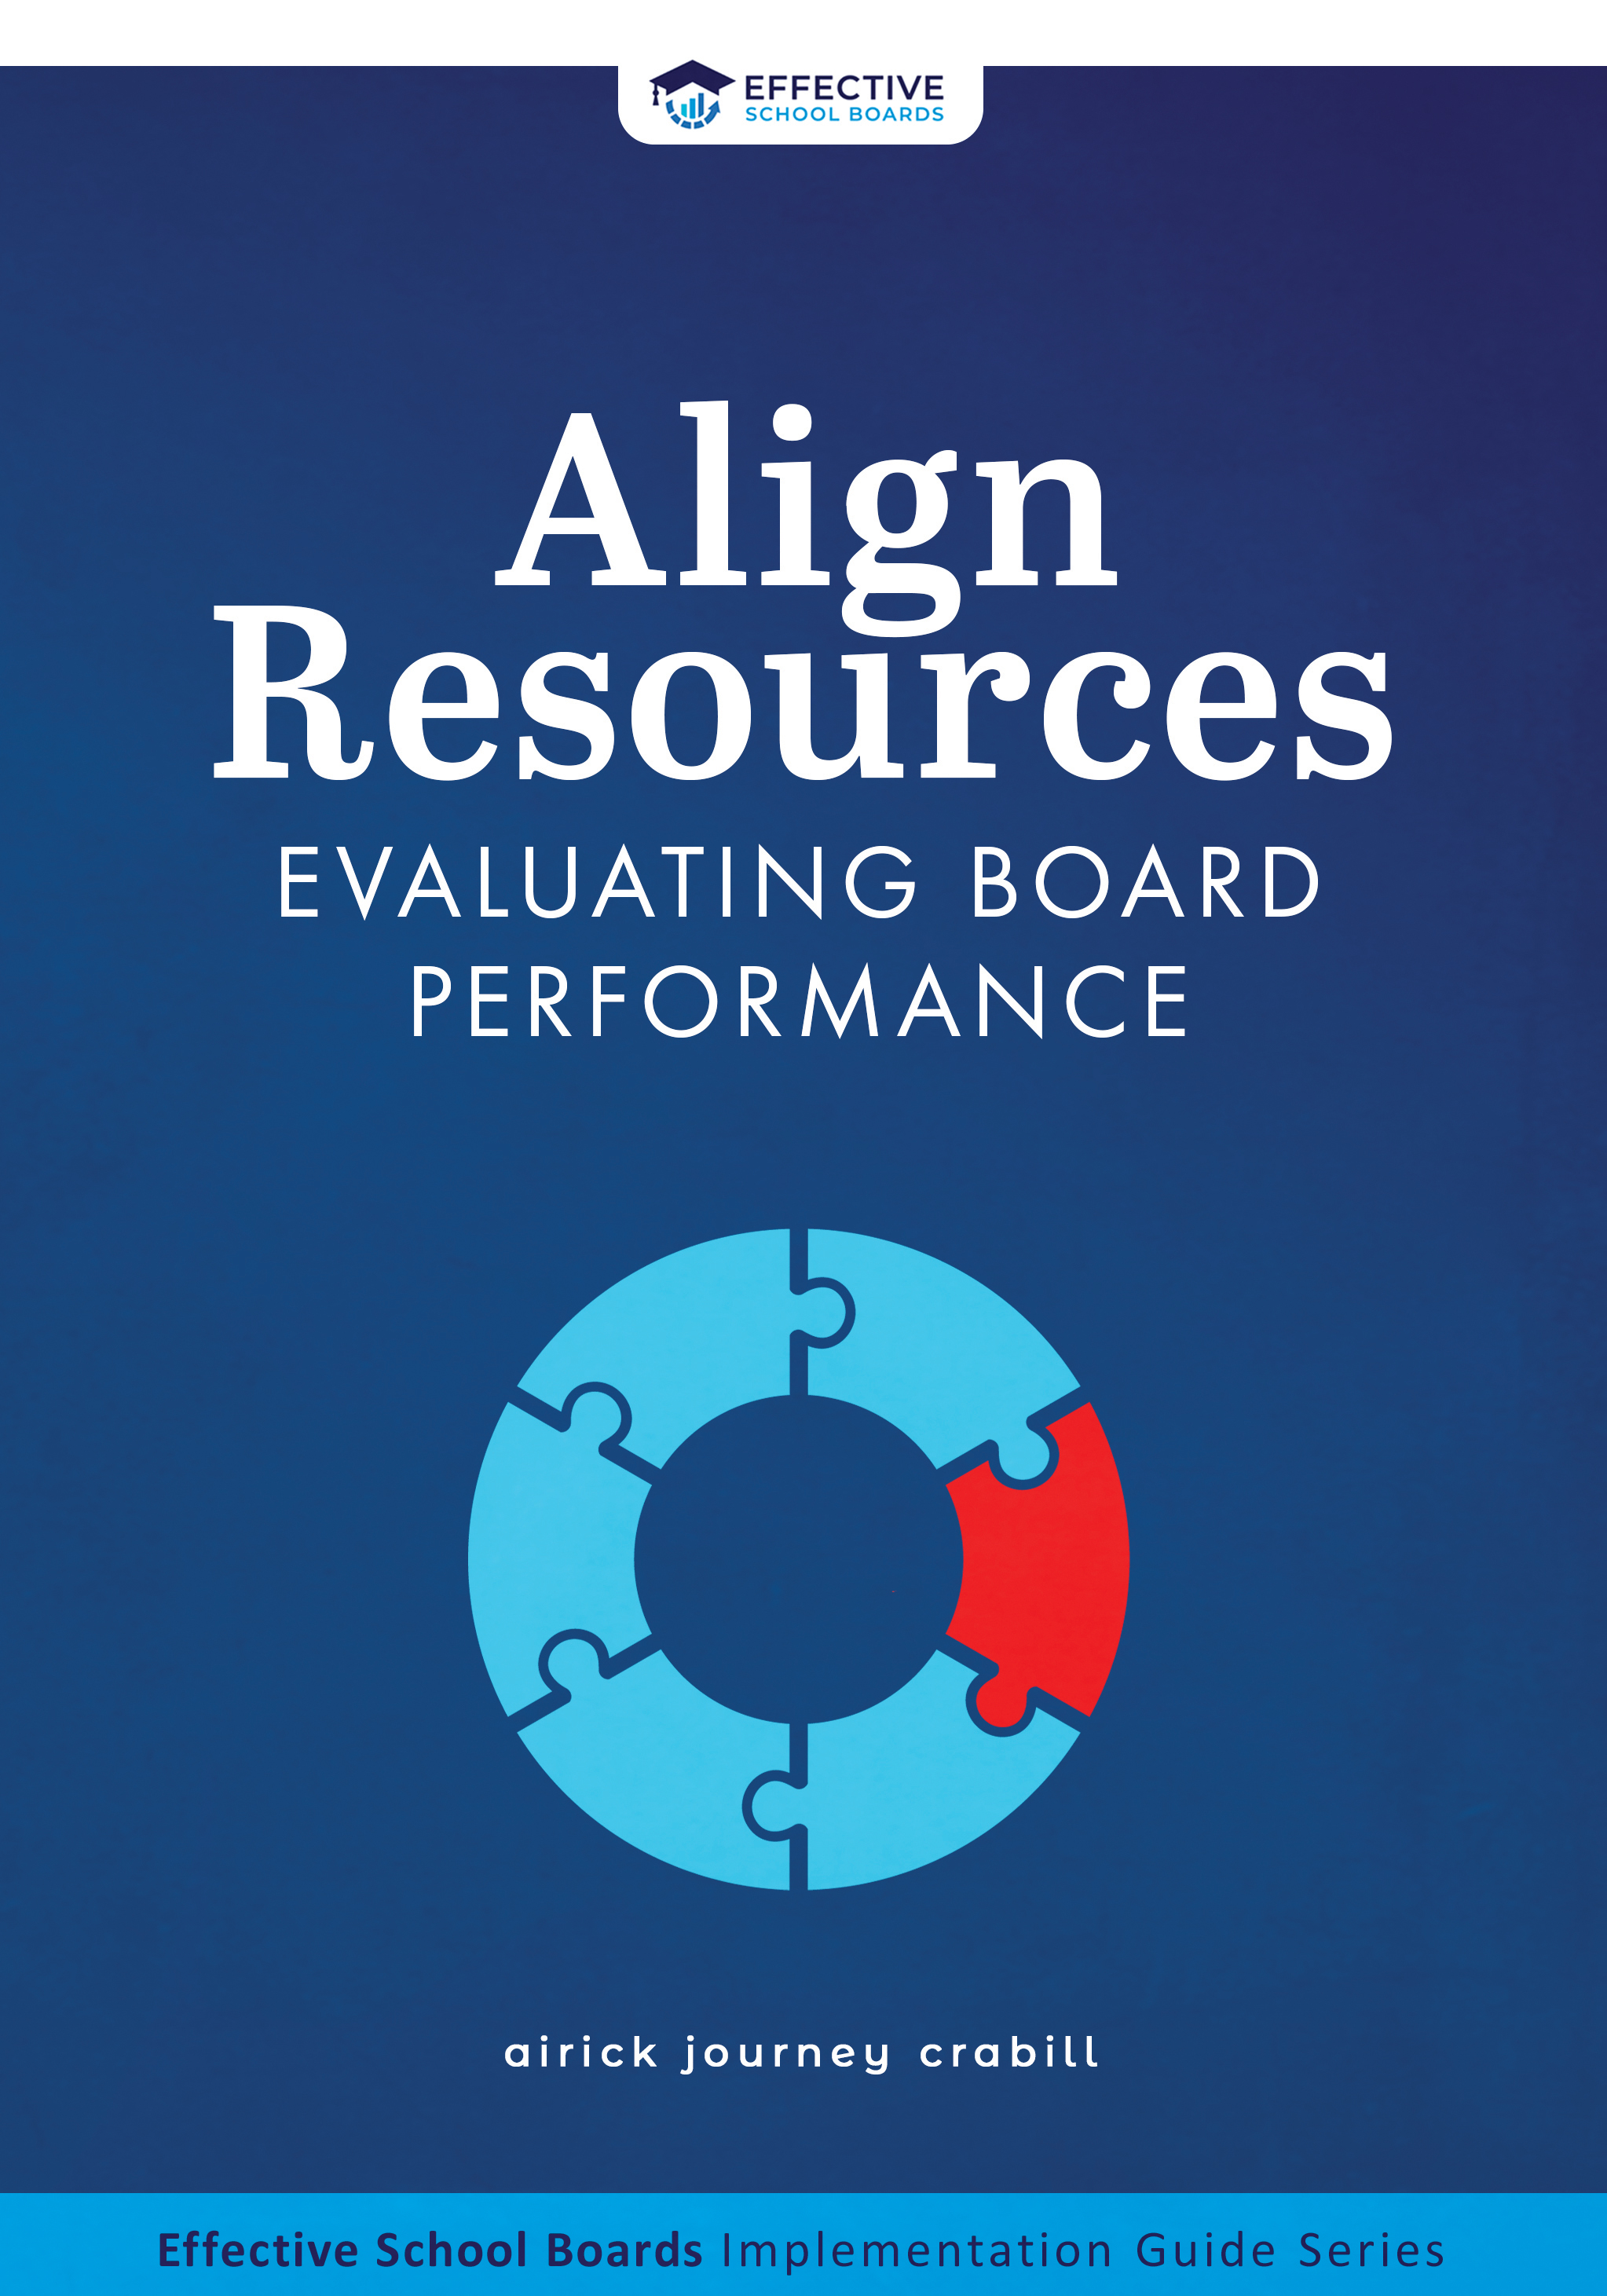 EFFECTIVE
SCHOOL BOARDS
Align
Resources
EVALUATING BOARD
PERFORMANCE
airick journey crabill
Effective School Boards Implementation Guide Series